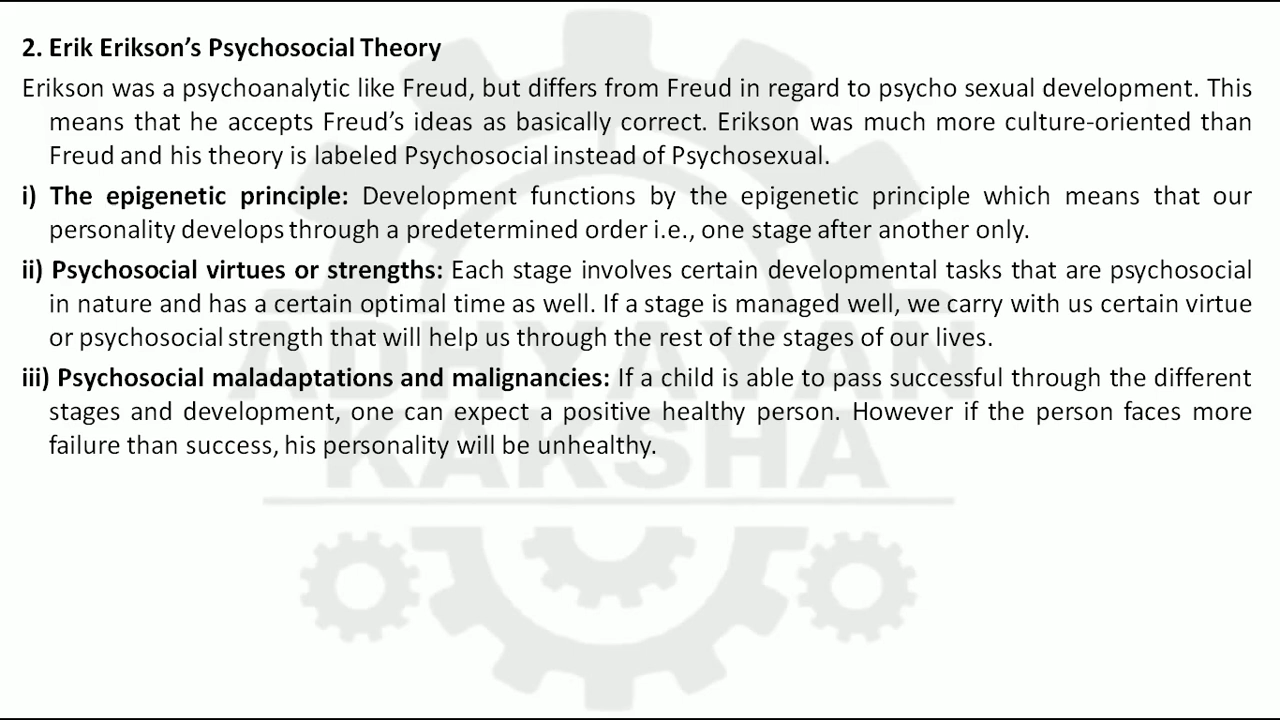 2. Erik Erikson's Psychosocial Theory
Erikson was a psychoanalytic like Freud, but differs from Freud in regard to psycho sexual development. This
means that he accepts Freud's ideas as basically correct. Erikson was much more culture-oriented than
Freud and his theory is labeled Psychosocial instead of Psychosexual.
i) The epigenetic principle: Development functions by the epigenetic principle which means that our
personality develops through a predetermined order i.e., one stage after another only.
ii) Psychosocial virtues or strengths: Each stage involves certain developmental tasks that are psychosocial
in nature and has a certain optimal time as well. If a stage is managed well, we carry with us certain virtue
or psychosocial strength that will help us through the rest of the stages of our lives.
iii) Psychosocial maladaptations and malignancies: If a child is able to pass successful through the different
stages and development, one can expect a positive healthy person. However if the person faces more
failure than success, his personality will be unhealthy.
ADHYAYAN
KAKSHA